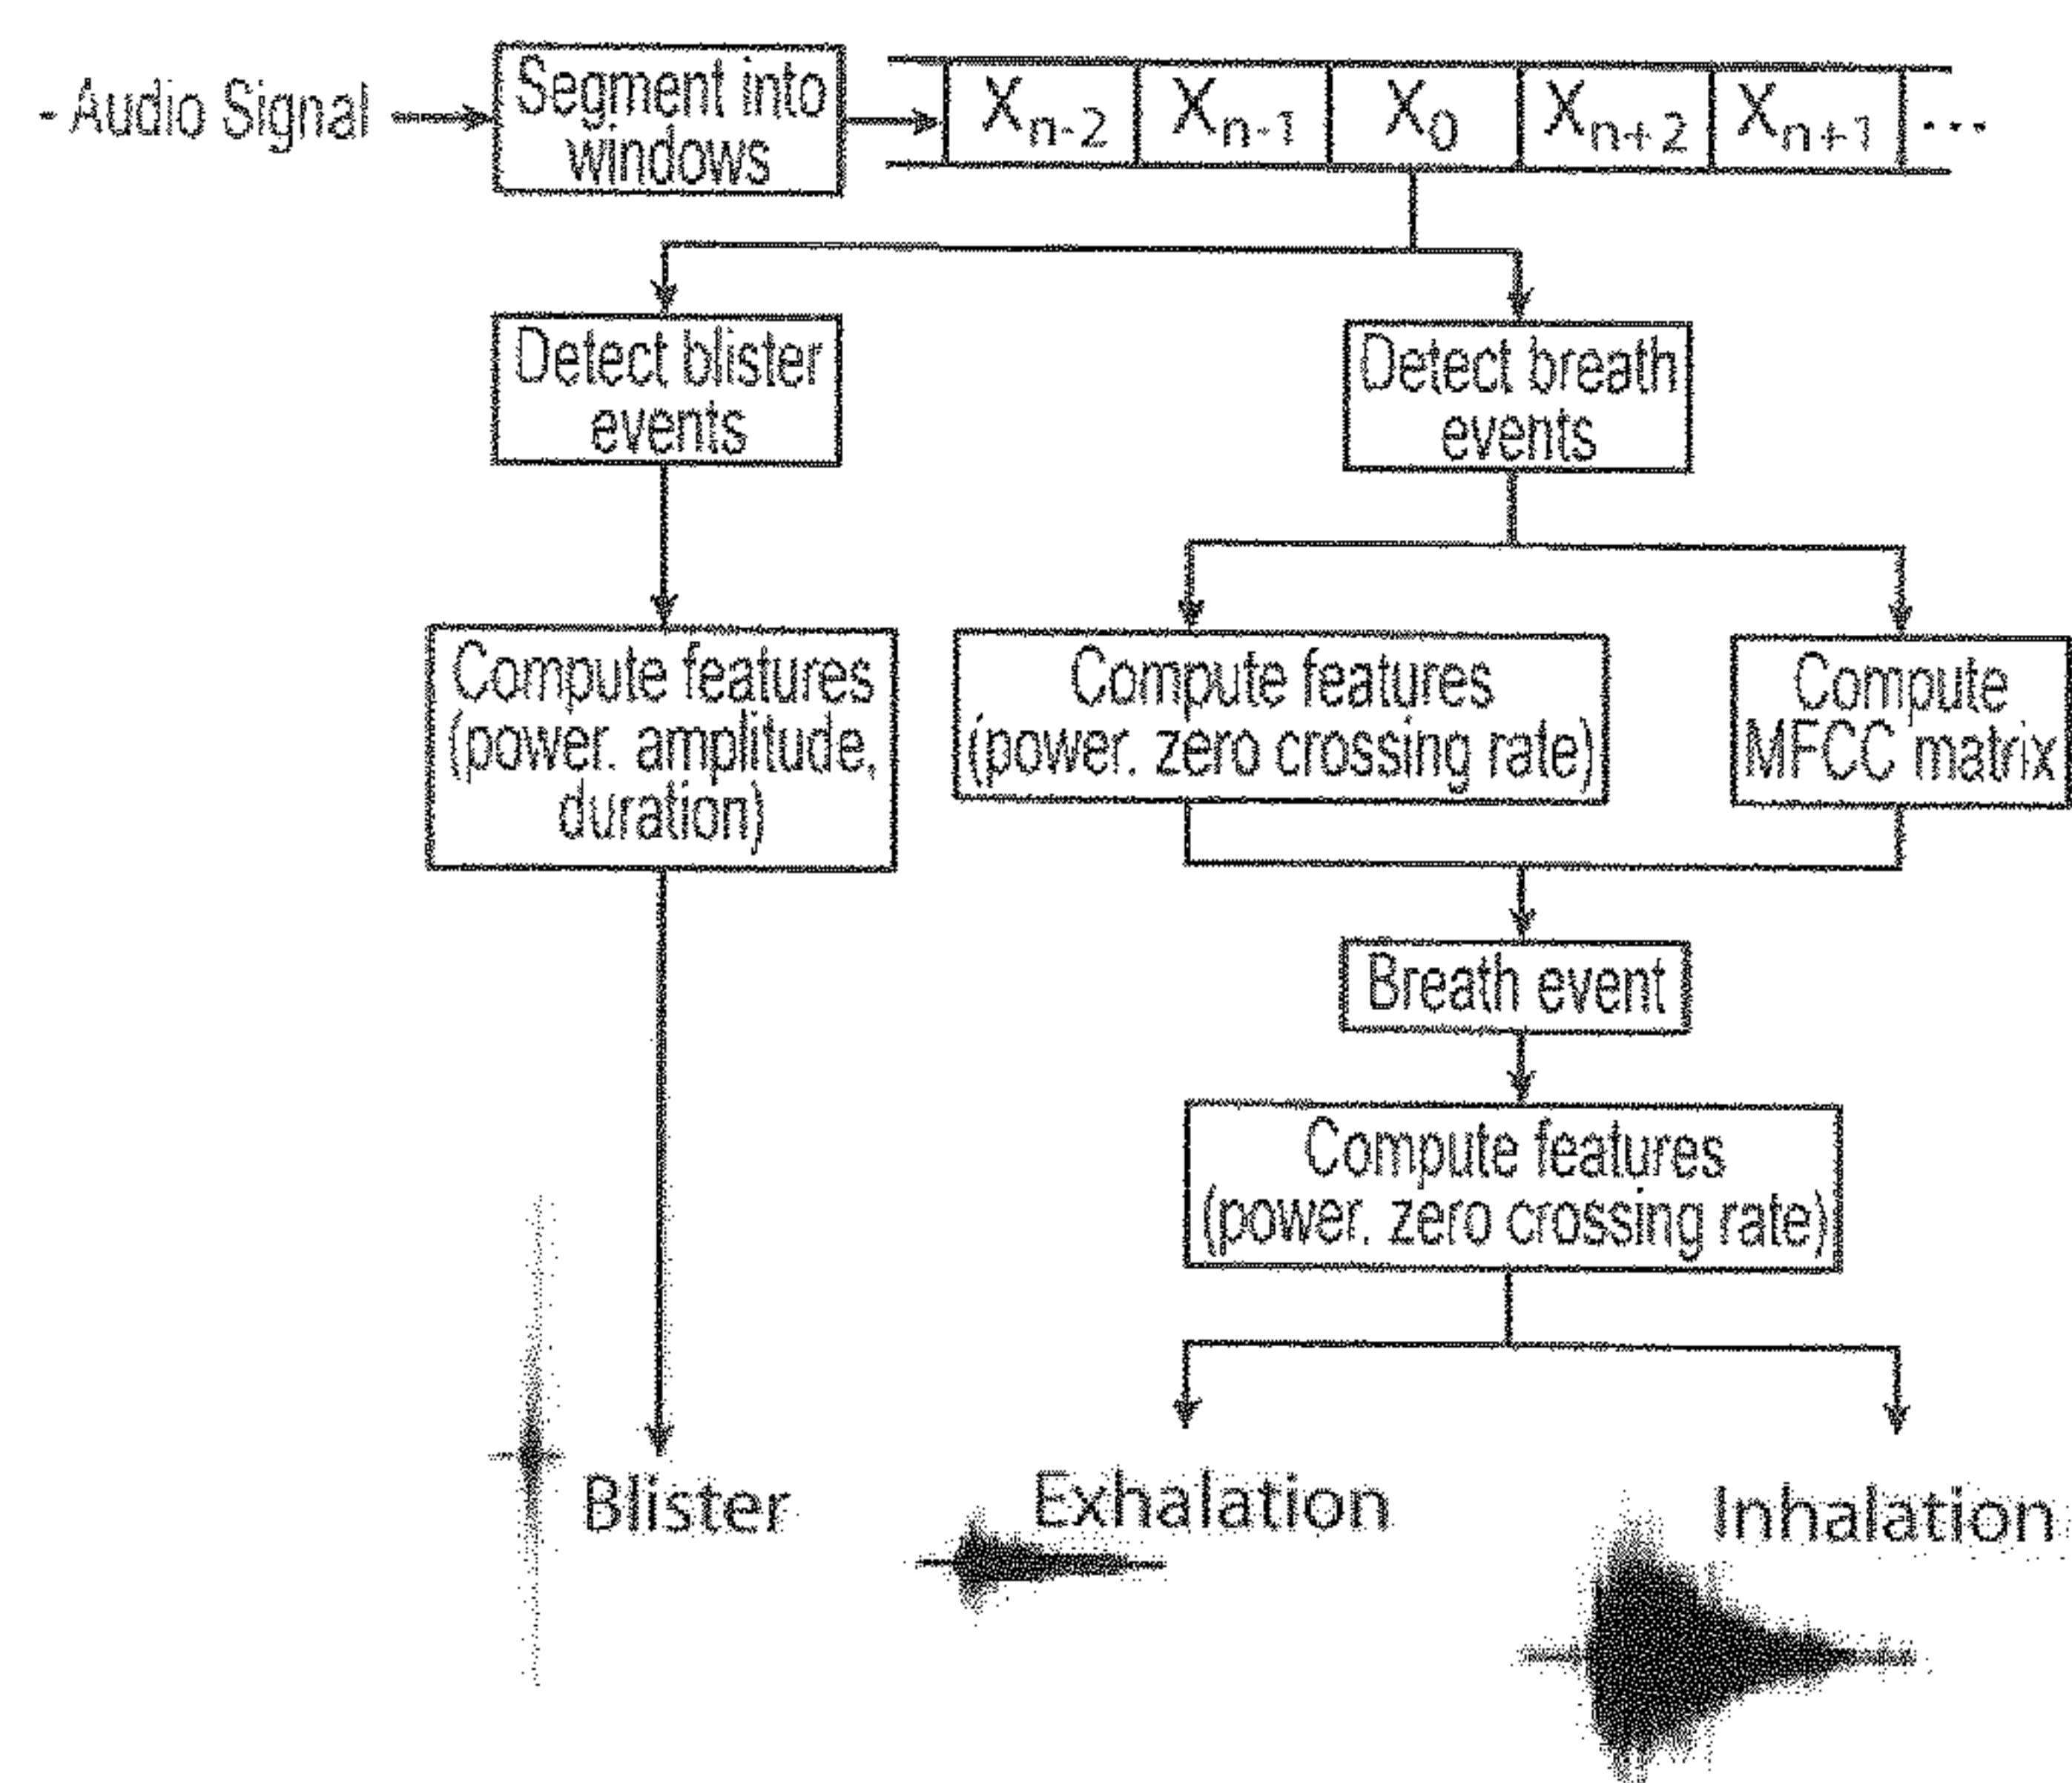 - Audio Signal
Segment into
windows
Xn-2 Xn-1 X0 Xn+2 Xn+1 ...
Detect blister
events
Detect breath
events
Compute features
(power. amplitude,
duration)
Compute features
(power. zero crossing rate)
Compute
MFCC matrix
Breath event
Compute features
(power. zero crossing rate)
Blister
Exhalation
Inhalation